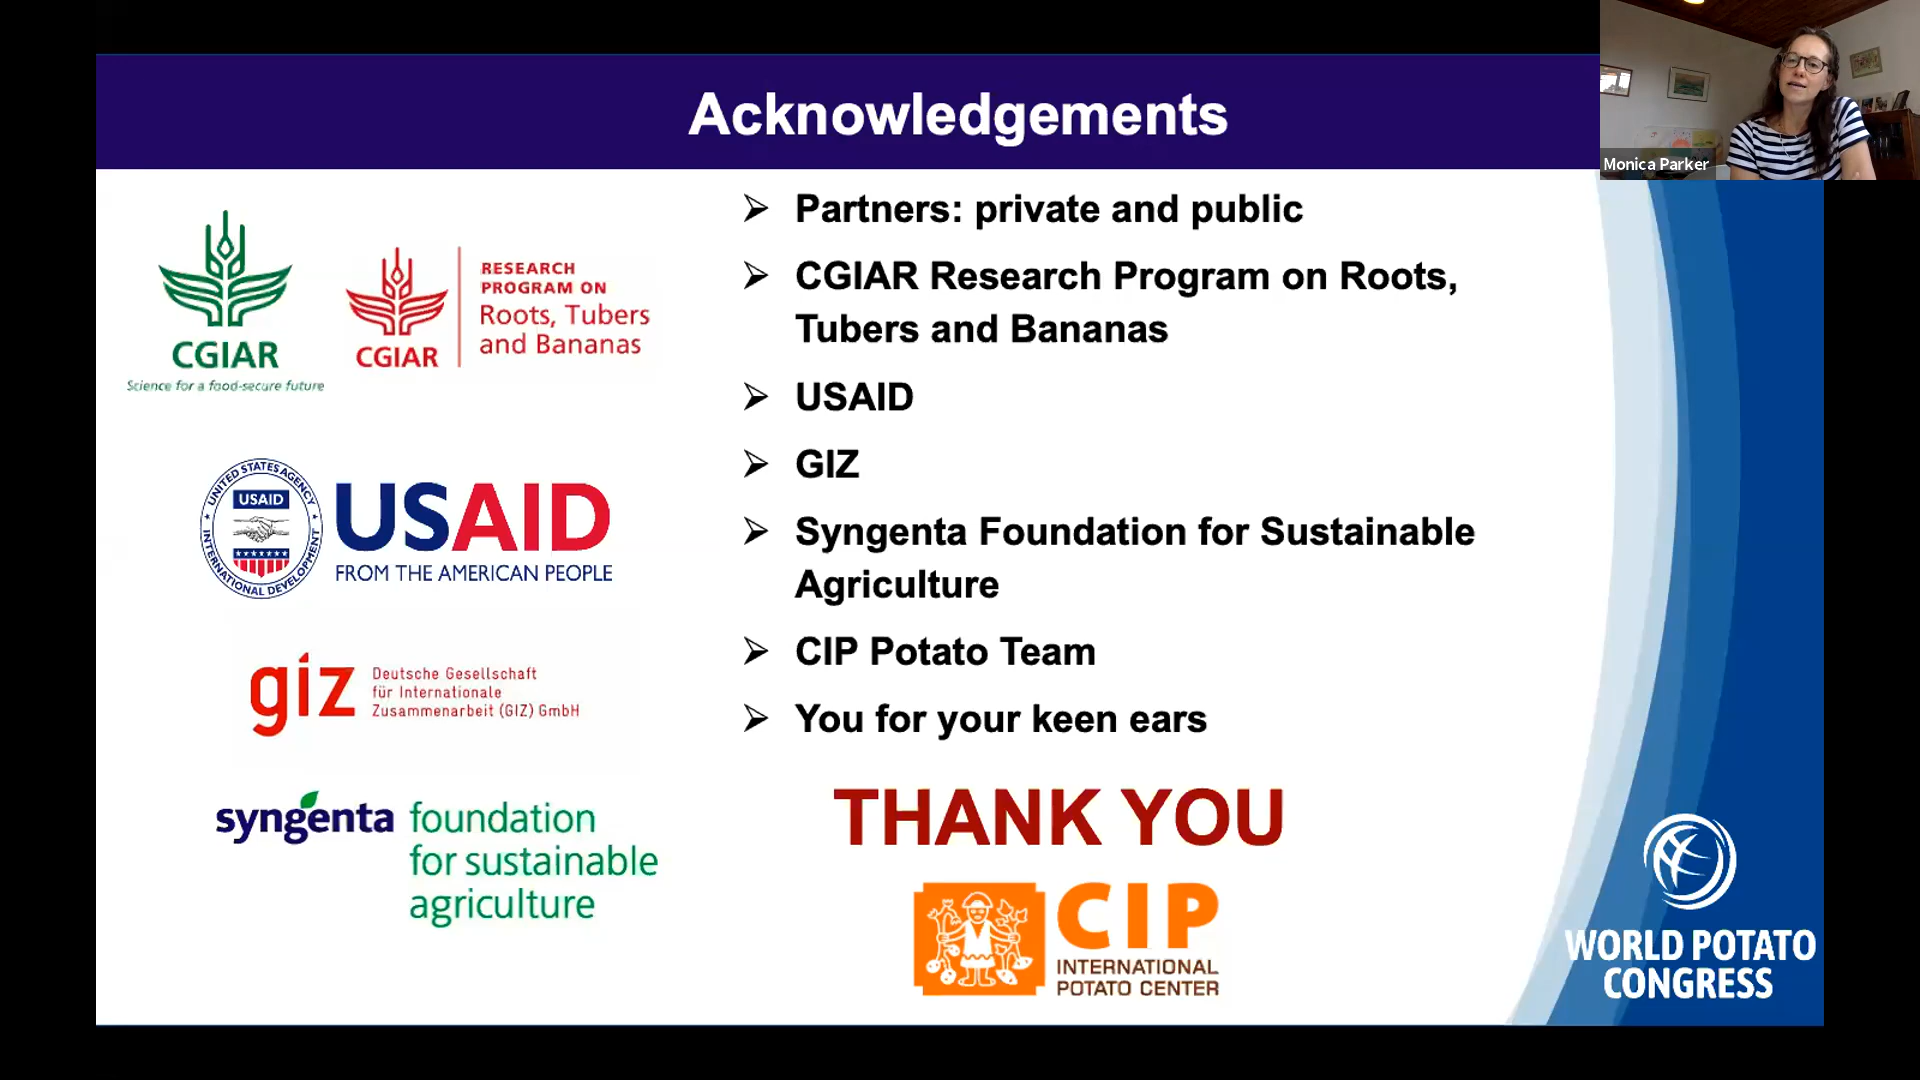 Acknowledgements
Monica Parker
CGIAR
Science for a food-secure future
CGIAR
RESEARCH
PROGRAM ON
Roots, Tubers
and Bananas
UNITED STATES AGENCY
INTERNATIONAL DEVELOPMENT
USAID
USAID
FROM THE AMERICAN PEOPLE
giz
Deutsche Gesellschaft
für Internationale
Zusammenarbeit (GIZ) GmbH
syngenta
foundation
for sustainable
agriculture
➢ Partners: private and public
➢ CGIAR Research Program on Roots,
Tubers and Bananas
➢ USAID
➢ GIZ
➢ Syngenta Foundation for Sustainable
Agriculture
➢ CIP Potato Team
➢ You for your keen ears
THANK YOU
CIP
INTERNATIONAL
POTATO CENTER
WORLD POTATO
CONGRESS